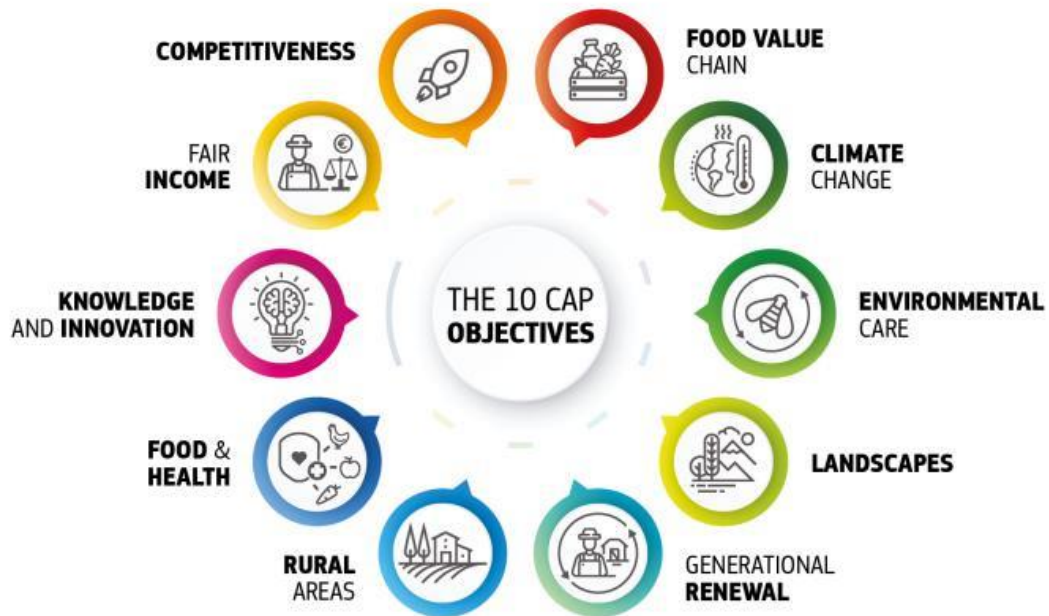 COMPETITIVENESS
FOOD VALUE
CHAIN
FAIR
INCOME
CLIMATE
CHANGE
KNOWLEDGE
AND INNOVATION
THE 10 CAP
OBJECTIVES
ENVIRONMENTAL
CARE
FOOD &
HEALTH
LANDSCAPES
RURAL
AREAS
GENERATIONAL
RENEWAL